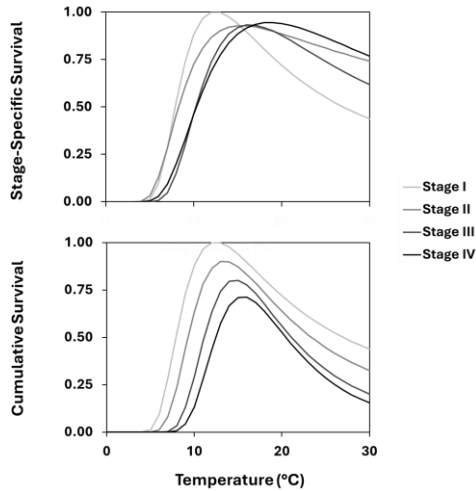 Stage-Specific Survival
1.00
0.75
0.50
0.25
0.00
Stage I
Stage II
Stage III
Stage IV
Cumulative Survival
1.00
0.75
0.50
0.25
0.00
0 10 20 30
Temperature (°C)